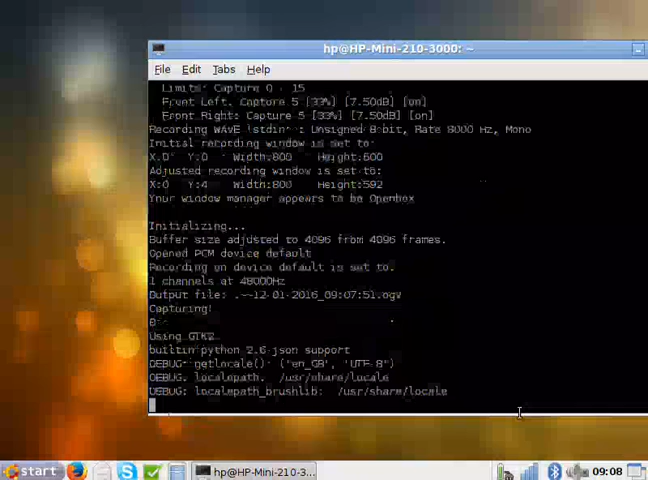 hp@HP-Mini-210-3000: ~
File Edit Tabs Help
Limits: Capture 0 - 15
Front Left: Capture 5 [33%] [7.50dB] [on]
Front Right: Capture 5 [33%] [7.50dB] [on]
Recording WAVE 'stdin' : Unsigned 8 bit, Rate 8000 Hz, Mono
Initial recording window is set to:
X:0 Y:0 Width:800 Height:600
Adjusted recording window is set to:
X:0 Y:4 Width:800 Height:592
Your window manager appears to be Openbox
Initializing...
Buffer size adjusted to 4096 from 4096 frames.
Opened PCM device default
Recording on device default is set to:
1 channels at 48000Hz
Output file: .~~12-01-2016_09:07:51.ogv
Capturing!
Using GTK2
builtin python 2.6 json support
DEBUG: getlocale(): ("en_GB", 'UTF-8')
DEBUG: localepath: /usr/share/locale
DEBUG: localepath_brushlib: /usr/share/locale
start hp@HP-Mini-210-3... 09:08